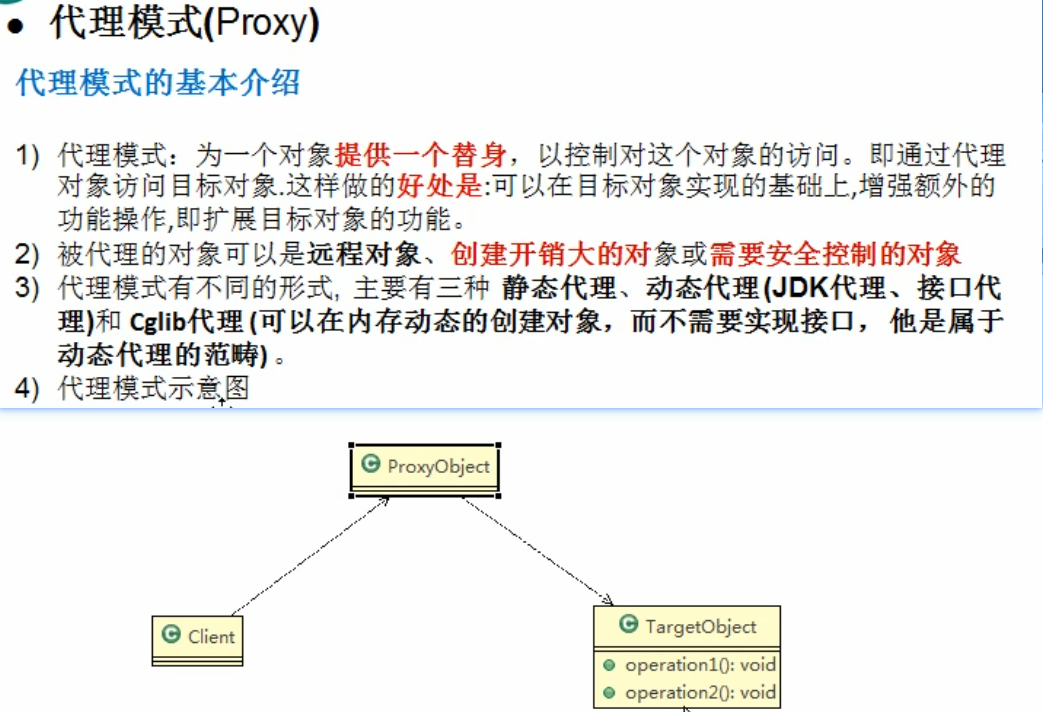 ● 代理模式(Proxy)
代理模式的基本介绍
1) 代理模式：为一个对象提供一个替身，以控制对这个对象的访问。即通过代理
对象访问目标对象.这样做的好处是:可以在目标对象实现的基础上,增强额外的
功能操作,即扩展目标对象的功能。
2) 被代理的对象可以是远程对象、创建开销大的对象或需要安全控制的对象
3) 代理模式有不同的形式, 主要有三种 静态代理、动态代理 (JDK代理、接口代
理)和 Cglib代理 (可以在内存动态的创建对象，而不需要实现接口， 他是属于
动态代理的范畴) 。
4) 代理模式示意图
C ProxyObject
C Client
C TargetObject
operation1(): void
operation2(): void